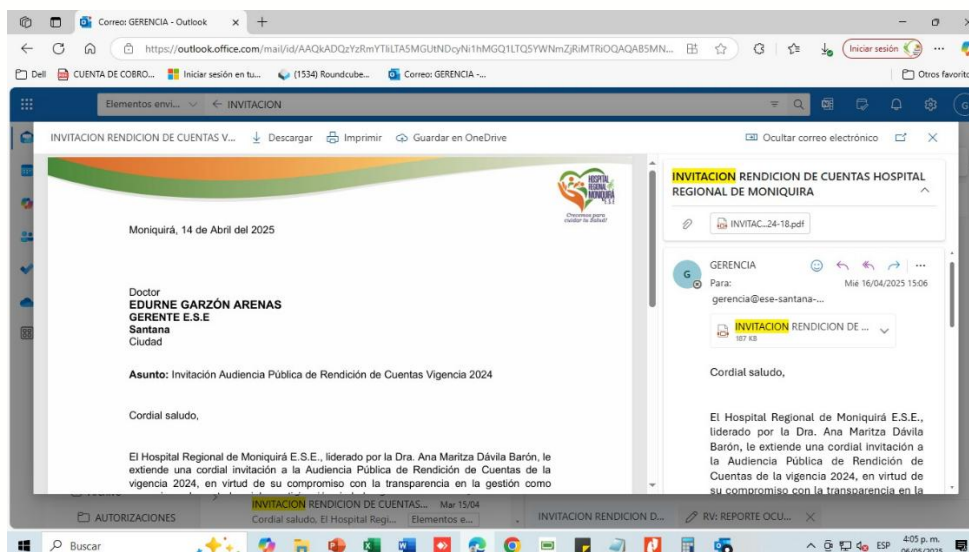 Correo: GERENCIA - Outlook
https://outlook.office.com/mail/id/AAQkADQzYzRmYTliLTA5MGUtNDcyNi1hMGQ1LTQ5YWNmZjRiMTRiOQAQAB5MN...
Iniciar sesión
Dell
CUENTA DE COBRO...
Iniciar sesión en tu...
(1534) Roundcube...
Correo: GERENCIA -...
Otros favorito
Elementos envi...
INVITACION
INVITACION RENDICION DE CUENTAS V...
Descargar
Imprimir
Guardar en OneDrive
Ocultar correo electrónico
HOSPITAL
REGIONAL
MONIQUIRÁ
E.S.E
Crecemos para
cuidar tu Salud!
Moniquirá, 14 de Abril del 2025
Doctor
EDURNE GARZÓN ARENAS
GERENTE E.S.E
Santana
Ciudad
Asunto: Invitación Audiencia Pública de Rendición de Cuentas Vigencia 2024
Cordial saludo,
El Hospital Regional de Moniquirá E.S.E., liderado por la Dra. Ana Maritza Dávila Barón, le
extiende una cordial invitación a la Audiencia Pública de Rendición de Cuentas de la
vigencia 2024, en virtud de su compromiso con la transparencia en la gestión como
INVITACION RENDICION DE CUENTAS HOSPITAL
REGIONAL DE MONIQUIRA
INVITAC...24-18.pdf
G
GERENCIA
Para:
Mié 16/04/2025 15:06
gerencia@ese-santana-...
INVITACION RENDICION DE ...
187 KB
Cordial saludo,
El Hospital Regional de Moniquirá E.S.E.,
liderado por la Dra. Ana Maritza Dávila
Barón, le extiende una cordial invitación a
la Audiencia Pública de Rendición de
Cuentas de la vigencia 2024, en virtud de
su compromiso con la transparencia en la
INVITACION RENDICION DE CUENTAS... Mar 15/04
AUTORIZACIONES
Cordial saludo, El Hospital Regi...
Elementos e...
INVITACION RENDICION D...
RV: REPORTE OCU...
Buscar
ESP
4:05 p. m.
06/05/2025